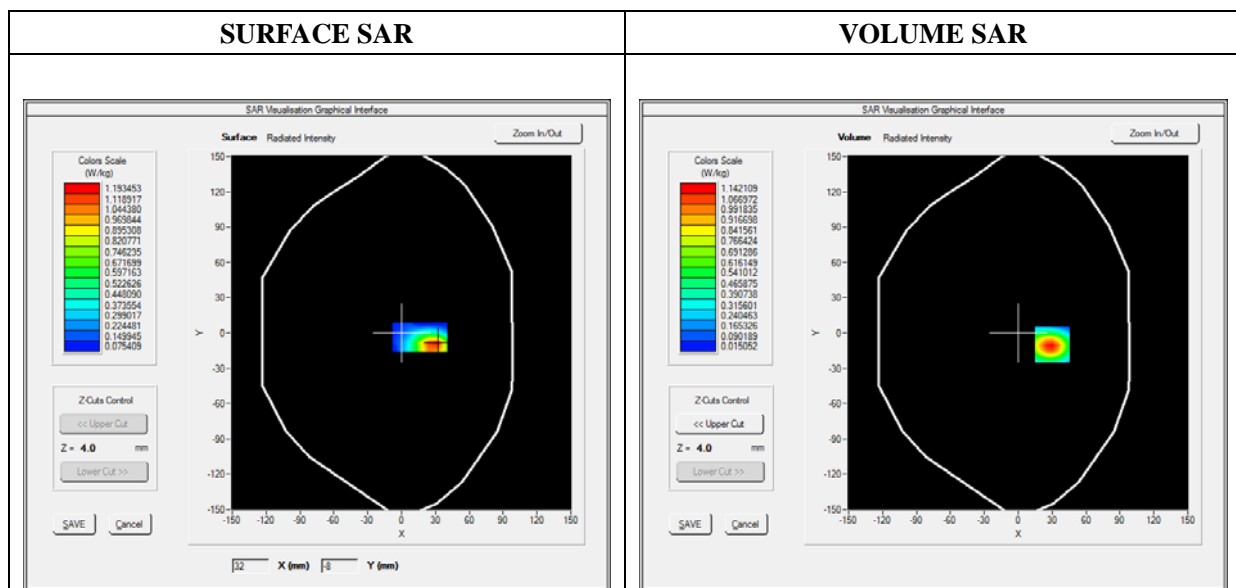 SURFACE SAR
VOLUME SAR
SAR Visualisation Graphical Interface
Surface Radiated Intensity
Zoom In/Out
Colors Scale
(W/kg)
1.193453
1.118917
1.044380
0.969844
0.895308
0.820771
0.746235
0.671699
0.597163
0.522626
0.448090
0.373554
0.299017
0.224481
0.149945
0.075409
Z-Cuts Control
<< Upper Cut
Z = 4.0 mm
Lower Cut >>
SAVE Cancel
150
120
90
60
30
Y 0
-30
-60
-90
-120
-150
-150 -120 -90 -60 -30 0 30 60 90 120 150
X
32 X (mm) -8 Y (mm)
SAR Visualisation Graphical Interface
Volume Radiated Intensity
Zoom In/Out
Colors Scale
(W/kg)
1.142109
1.066972
0.991835
0.916698
0.841561
0.766424
0.691286
0.616149
0.541012
0.465875
0.390738
0.315601
0.240463
0.165326
0.090189
0.015052
Z-Cuts Control
<< Upper Cut
Z = 4.0 mm
Lower Cut >>
SAVE Cancel
150
120
90
60
30
Y 0
-30
-60
-90
-120
-150
-150 -120 -90 -60 -30 0 30 60 90 120 150
X